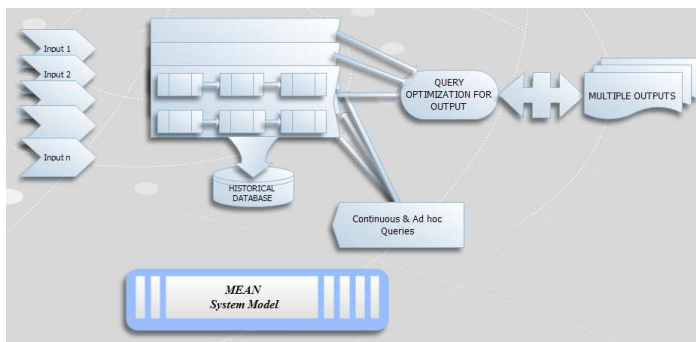 Input 1
Input 2
Input n
HISTORICAL
DATABASE
QUERY
OPTIMIZATION FOR
OUTPUT
MULTIPLE OUTPUTS
Continuous & Ad hoc
Queries
MEAN
System Model